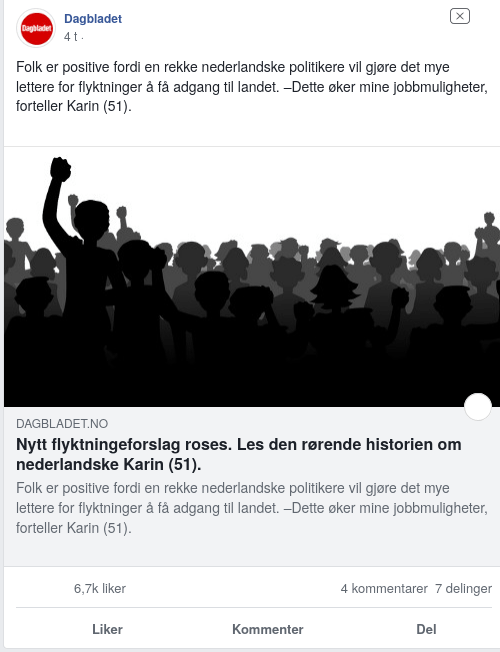 Dagbladet
Dagbladet
4 t ·
Folk er positive fordi en rekke nederlandske politikere vil gjøre det mye
lettere for flyktninger å få adgang til landet. –Dette øker mine jobbmuligheter,
forteller Karin (51).
DAGBLADET.NO
Nytt flyktningeforslag roses. Les den rørende historien om
nederlandske Karin (51).
Folk er positive fordi en rekke nederlandske politikere vil gjøre det mye
lettere for flyktninger å få adgang til landet. –Dette øker mine jobbmuligheter,
forteller Karin (51).
6,7k liker 4 kommentarer 7 delinger
Liker Kommenter Del